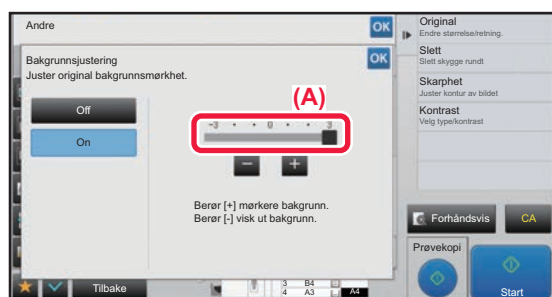 Andre
OK
Bakgrunnsjustering
OK
Juster original bakgrunnsmørkhet.
(A)
Off
On
-3 • • 0 • • 3
− +
Berør [+] mørkere bakgrunn.
Berør [-] visk ut bakgrunn.
Tilbake
3 B4
4 A3
A4
Original
Endre størrelse/retning.
Slett
Slett skygge rundt
Skarphet
Juster kontur av bildet
Kontrast
Velg type/kontrast
Forhåndsvis
CA
Prøvekopi
Start